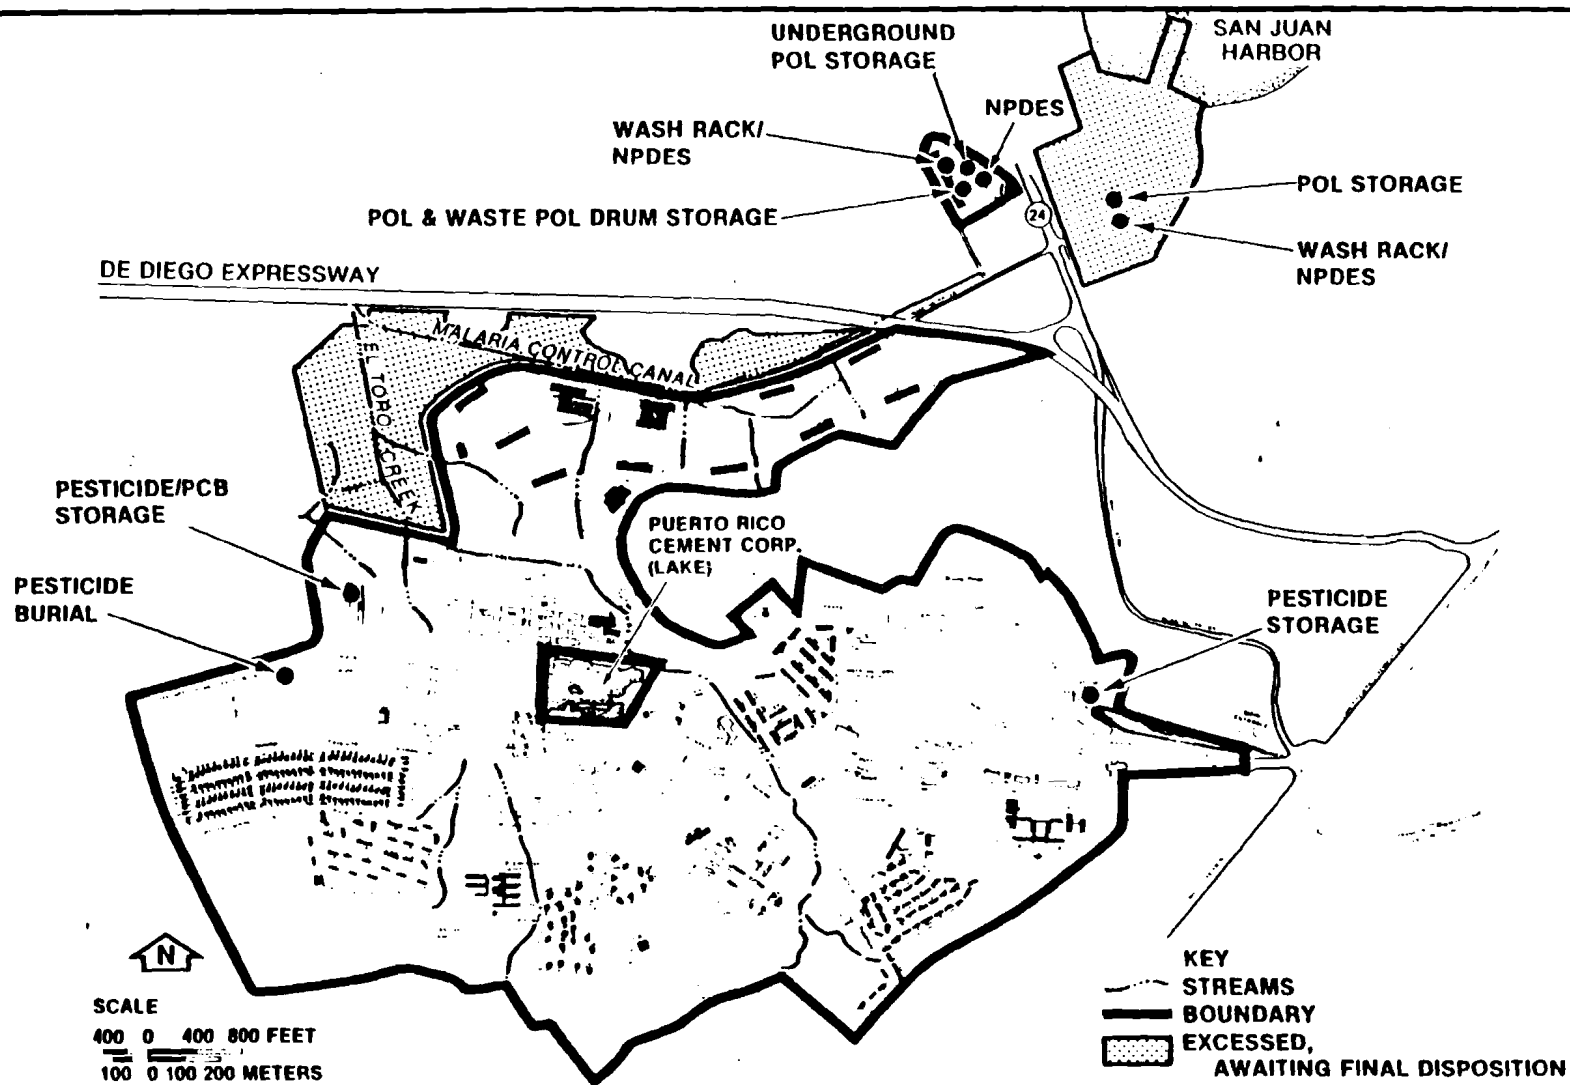 UNDERGROUND
POL STORAGE
SAN JUAN
HARBOR
NPDES
WASH RACK/
NPDES
POL STORAGE
POL & WASTE POL DRUM STORAGE
24
WASH RACK/
NPDES
DE DIEGO EXPRESSWAY
MALARIA CONTROL CANAL
EL TORO CREEK
PESTICIDE/PCB
STORAGE
PUERTO RICO
CEMENT CORP.
(LAKE)
PESTICIDE
BURIAL
PESTICIDE
STORAGE
N
SCALE
400 0 400 800 FEET
100 0 100 200 METERS
KEY
STREAMS
BOUNDARY
EXCESSED,
AWAITING FINAL DISPOSITION